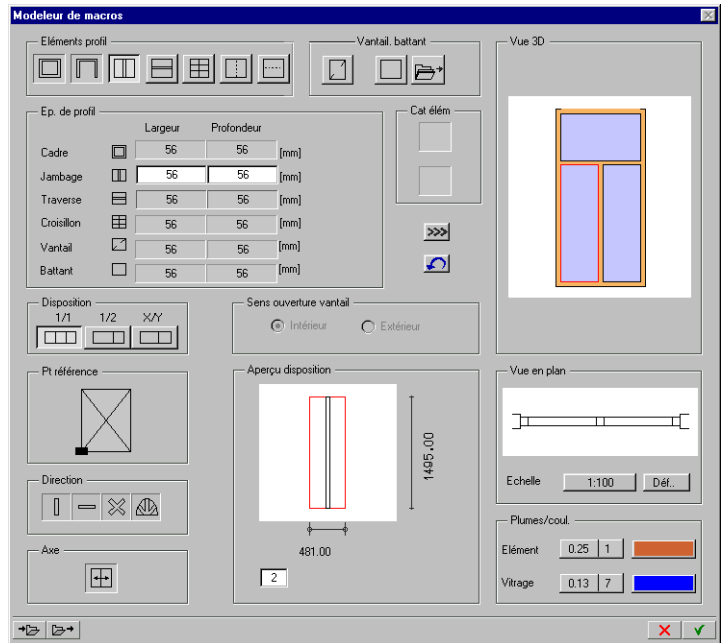 Modeleur de macros
Eléments profil
Vantail. battant
Vue 3D
Ep. de profil
Cat élém
Largeur Profondeur
Cadre 56 56 [mm]
Jambage 56 56 [mm]
Traverse 56 56 [mm]
Croisillon 56 56 [mm]
Vantail 56 56 [mm]
Battant 56 56 [mm]
>>>
Disposition
1/1 1/2 X/Y
Sens ouverture vantail
Intérieur Extérieur
Pt référence
Aperçu disposition
1495.00
481.00
2
Vue en plan
Echelle 1:100 Déf..
Direction
Axe
Plumes/coul.
Elément 0.25 1
Vitrage 0.13 7